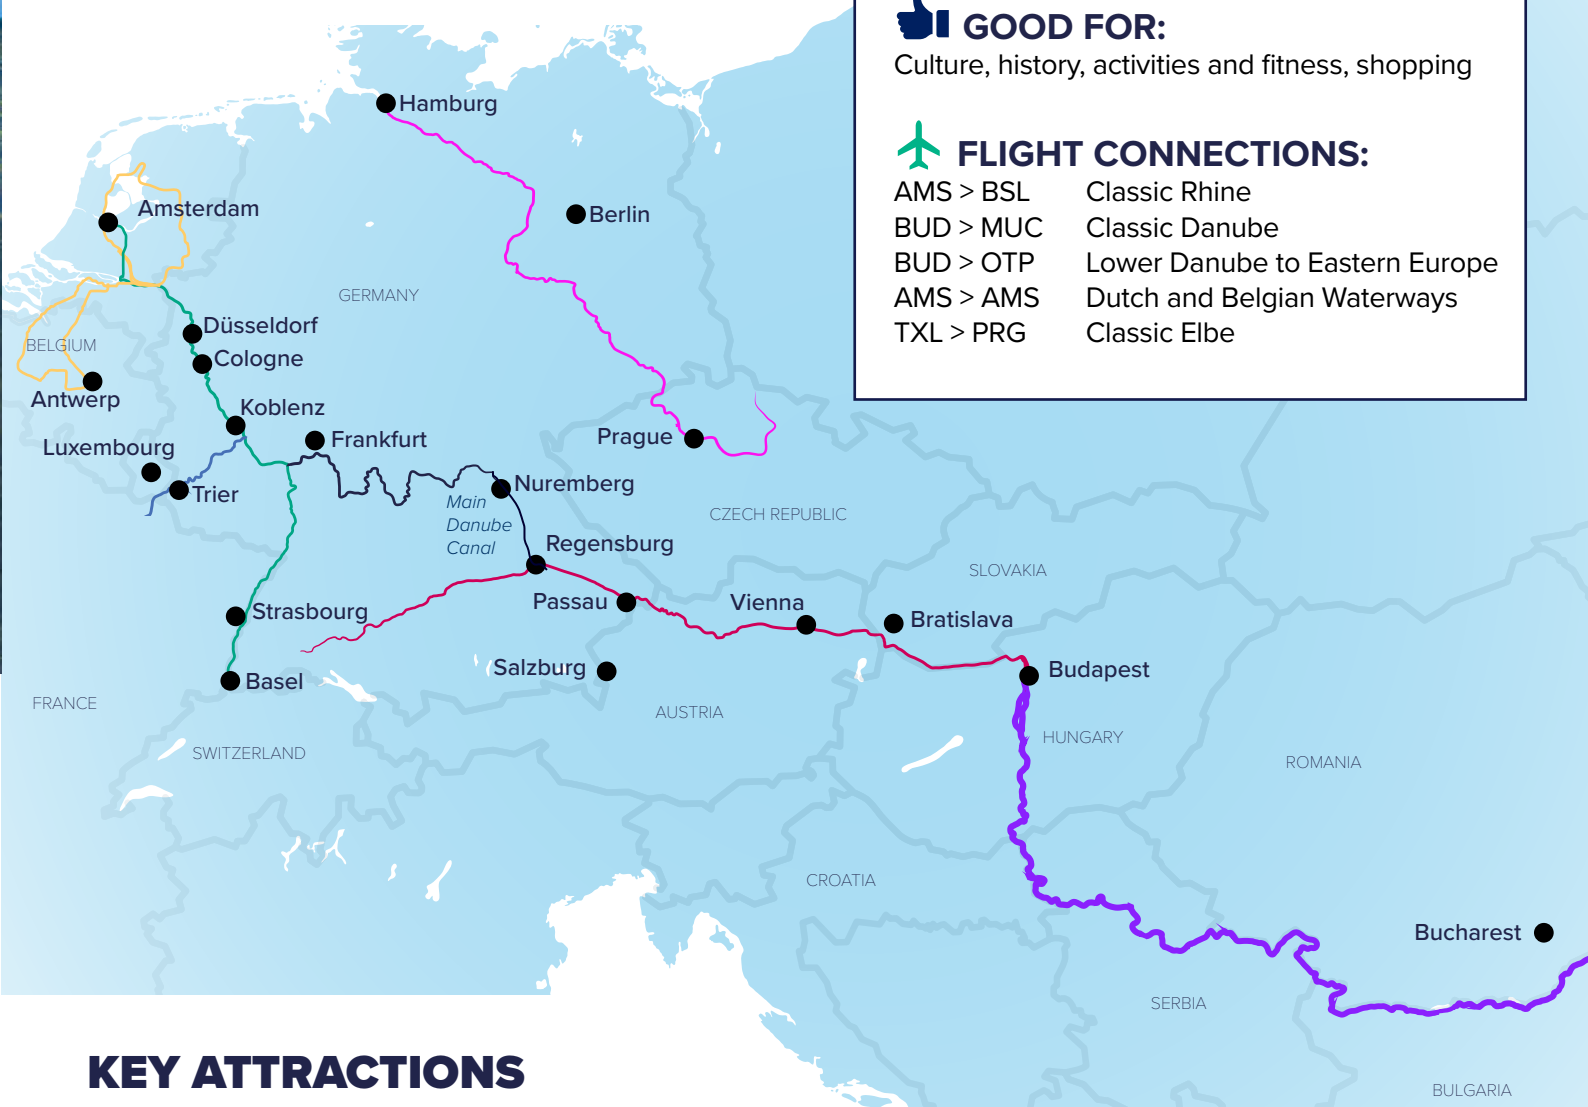 GOOD FOR:
Culture, history, activities and fitness, shopping
FLIGHT CONNECTIONS:
AMS > BSL Classic Rhine
BUD > MUC Classic Danube
BUD > OTP Lower Danube to Eastern Europe
AMS > AMS Dutch and Belgian Waterways
TXL > PRG Classic Elbe
Hamburg
Amsterdam
Berlin
GERMANY
Düsseldorf
BELGIUM
Cologne
Antwerp
Koblenz
Luxembourg
Frankfurt
Prague
Trier
Nuremberg
Main
Danube
Canal
CZECH REPUBLIC
Regensburg
SLOVAKIA
Strasbourg
Passau
Vienna
Bratislava
Basel
Salzburg
Budapest
FRANCE
AUSTRIA
SWITZERLAND
HUNGARY
ROMANIA
CROATIA
Bucharest
SERBIA
KEY ATTRACTIONS
BULGARIA